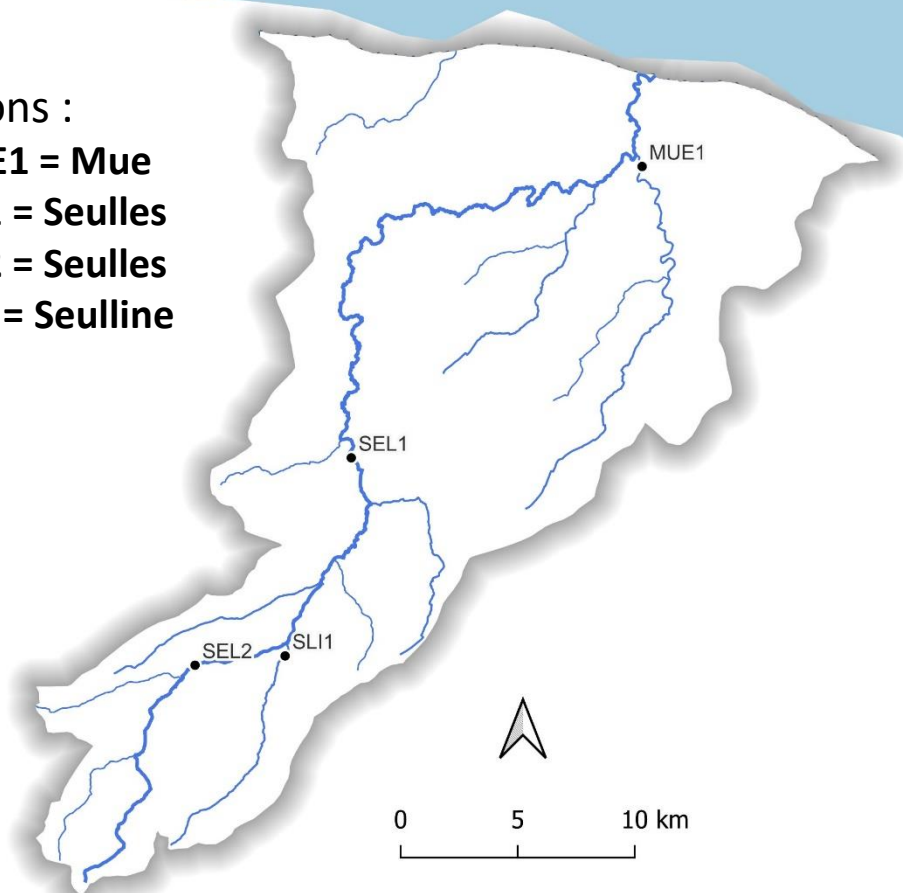 ons :
E1 = Mue
= Seulles
= Seulles
= Seulline
MUE1
SEL1
SEL2
SLI1
0 5 10 km